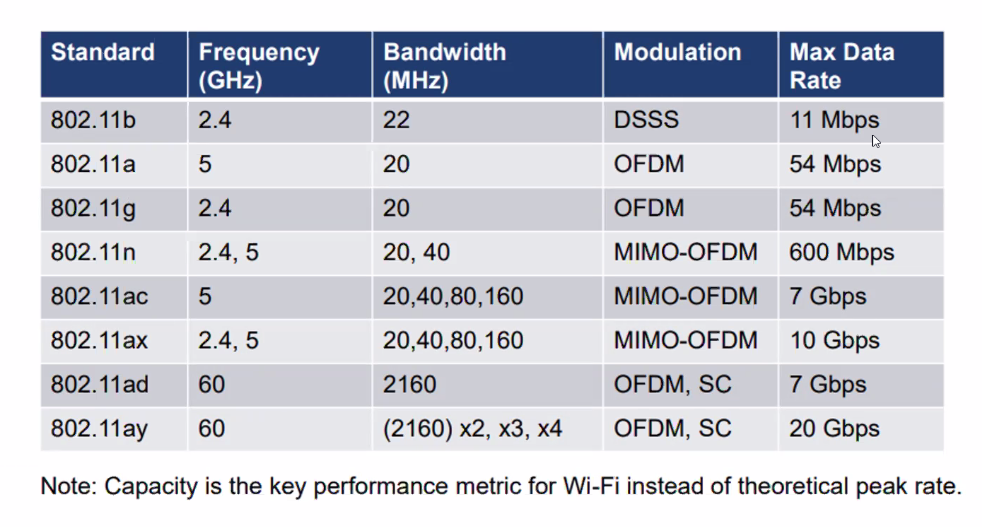 Standard Frequency (GHz) Bandwidth (MHz) Modulation Max Data Rate
802.11b 2.4 22 DSSS 11 Mbps
802.11a 5 20 OFDM 54 Mbps
802.11g 2.4 20 OFDM 54 Mbps
802.11n 2.4, 5 20, 40 MIMO-OFDM 600 Mbps
802.11ac 5 20,40,80,160 MIMO-OFDM 7 Gbps
802.11ax 2.4, 5 20,40,80,160 MIMO-OFDM 10 Gbps
802.11ad 60 2160 OFDM, SC 7 Gbps
802.11ay 60 (2160) x2, x3, x4 OFDM, SC 20 Gbps
Note: Capacity is the key performance metric for Wi-Fi instead of theoretical peak rate.